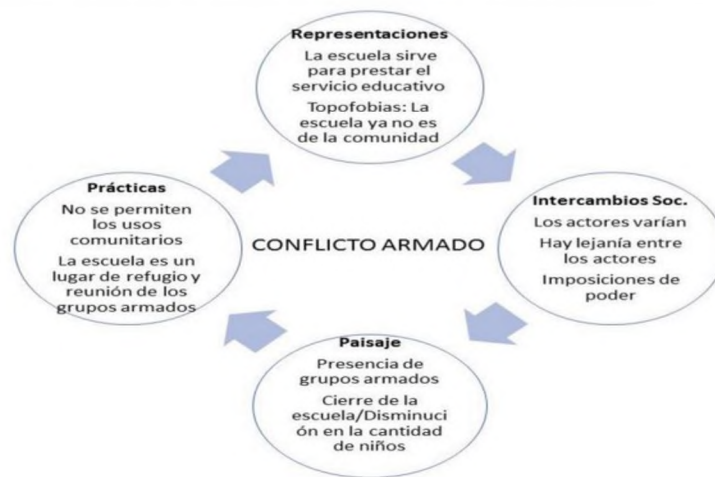 Representaciones
La escuela sirve
para prestar el
servicio educativo
Topofobias: La
escuela ya no es
de la comunidad
Intercambios Soc.
Los actores varían
Hay lejanía entre
los actores
Imposiciones de
poder
Paisaje
Presencia de
grupos armados
Cierre de la
escuela/Disminuci
ón en la cantidad
de niños
Prácticas
No se permiten
los usos
comunitarios
La escuela es un
lugar de refugio y
reunión de los
grupos armados
CONFLICTO ARMADO